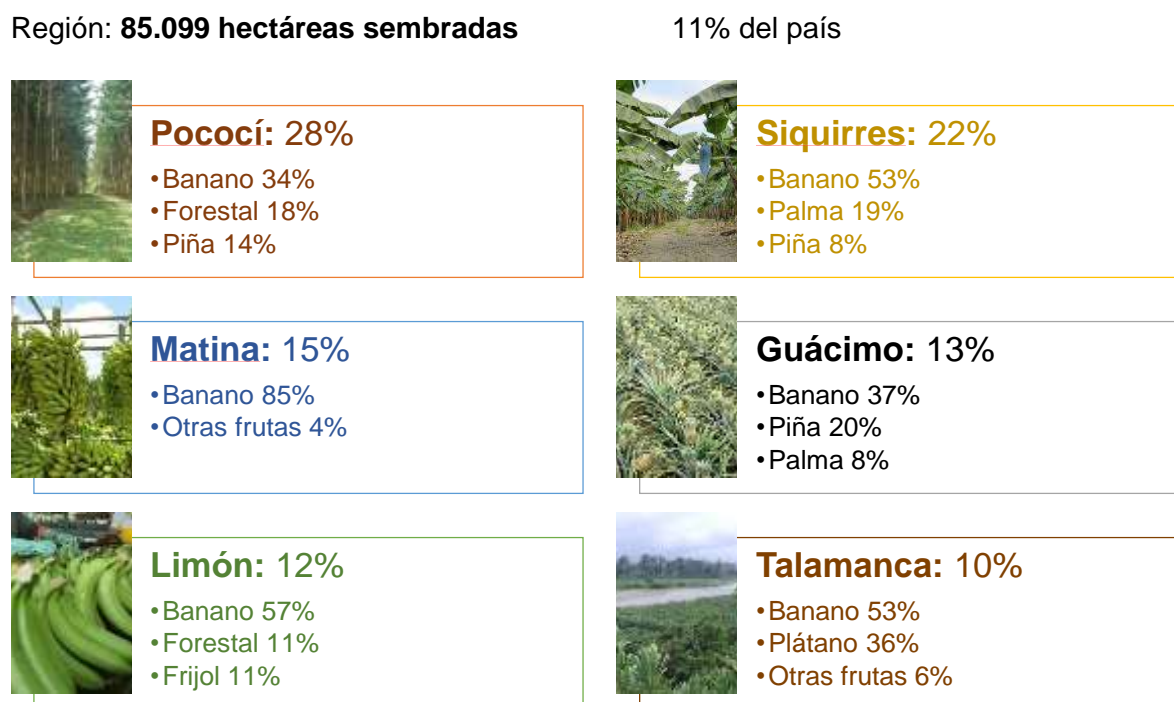 Región: 85.099 hectáreas sembradas
11% del país
Pococí: 28%
•Banano 34%
•Forestal 18%
•Piña 14%
Siquirres: 22%
•Banano 53%
•Palma 19%
•Piña 8%
Matina: 15%
•Banano 85%
•Otras frutas 4%
Guácimo: 13%
•Banano 37%
•Piña 20%
•Palma 8%
Limón: 12%
•Banano 57%
•Forestal 11%
•Frijol 11%
Talamanca: 10%
•Banano 53%
•Plátano 36%
•Otras frutas 6%